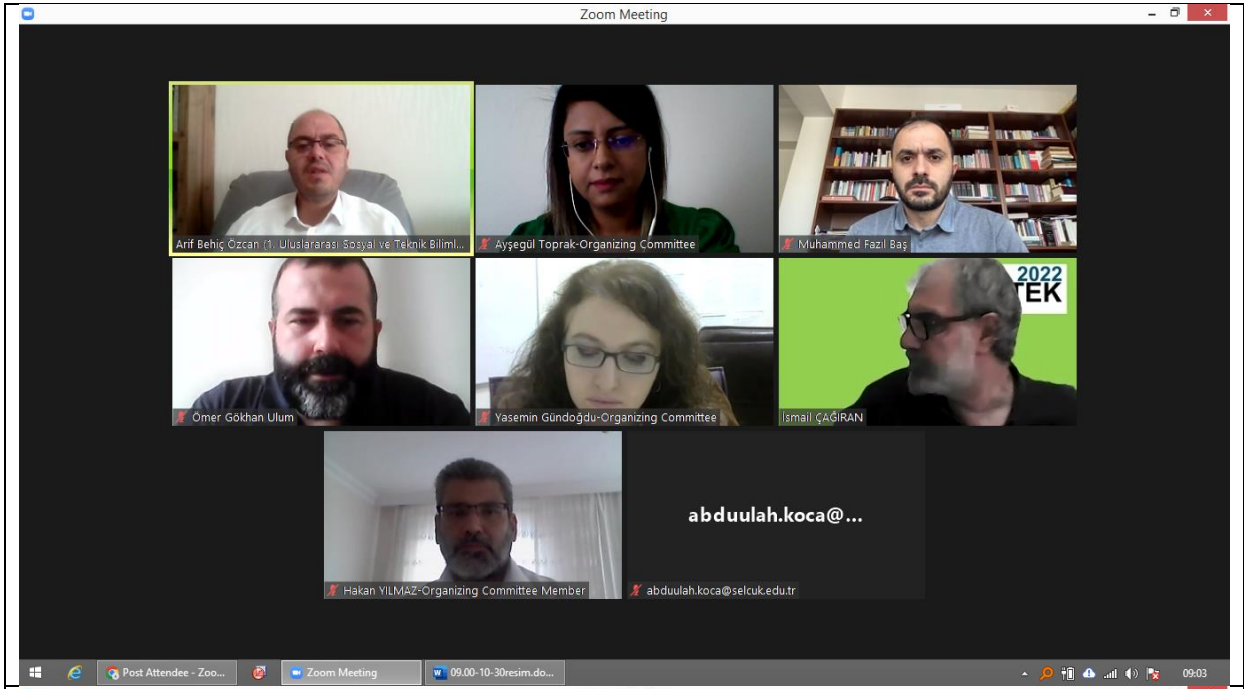 Zoom Meeting
Arif Behiç Özcan (1. Uluslararası Sosyal ve Teknik Biliml...
Ayşegül Toprak-Organizing Committee
Muhammed Fazıl Baş
2022
TEK
Ömer Gökhan Ulum
Yasemin Gündoğdu-Organizing Committee
İsmail ÇAĞIRAN
abduulah.koca@...
Hakan YILMAZ-Organizing Committee Member
abduulah.koca@selcuk.edu.tr
Post Attendee - Zoo...
Zoom Meeting
09.00-10-30resim.do...
09:03